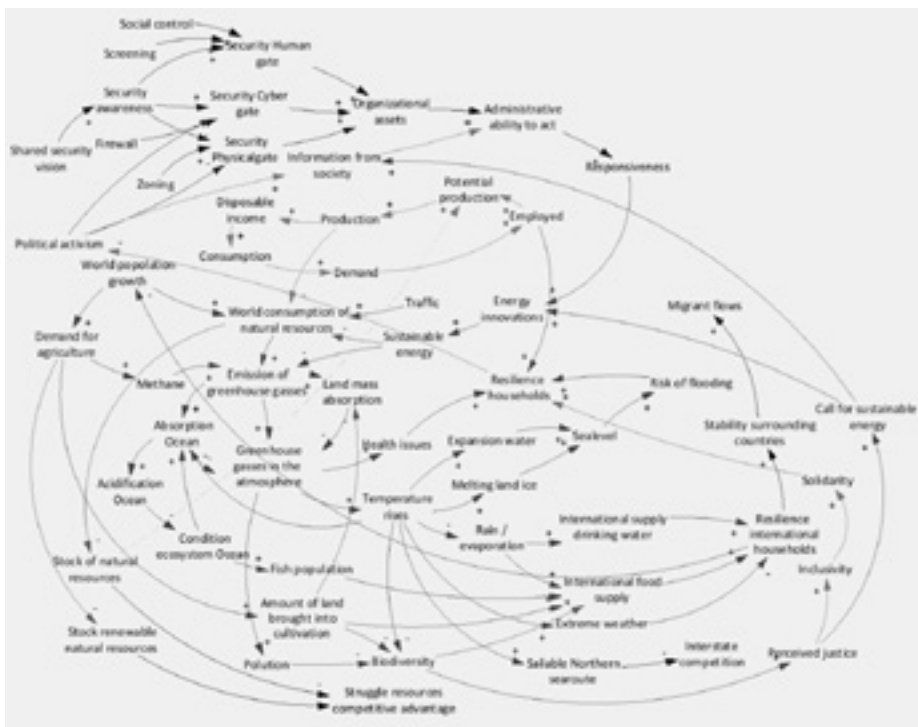 Social control
Screening
Security Human
gate
Security
awareness
Security Cyber
gate
Organisational
assets
Administrative
ability to act
Shared security
vision
Firewall
Security
Physicalgate
Information from
society
Responsiveness
Zoning
Potential
production
Disposable
income
Production
Employed
Political activism
Consumption
Demand
World population
growth
World consumption of
natural resources
Traffic
Energy
innovations
Migrant flows
Demand for
agriculture
Sustainable
energy
Methane
Emission of
greenhouse gasses
Land mass
absorption
Resilience
households
Risk of flooding
Absorption
Ocean
Greenhouse
gasses in the
atmosphere
Health issues
Expansion water
Sealevel
Stability surrounding
countries
Call for sustainable
energy
Acidification
Ocean
Melting land ice
Solidarity
Temperature
rises
Condition
ecosystem Ocean
Rain /
evaporation
International supply
drinking water
Resilience
international
households
Stock of natural
resources
Fish population
International food
supply
Inclusivity
Amount of land
brought into
cultivation
Extreme weather
Stock renewable
natural resources
Polution
Biodiversity
Sailable Northern
searoute
Interstate
competition
Perceived justice
Struggle resources
competitive advantage